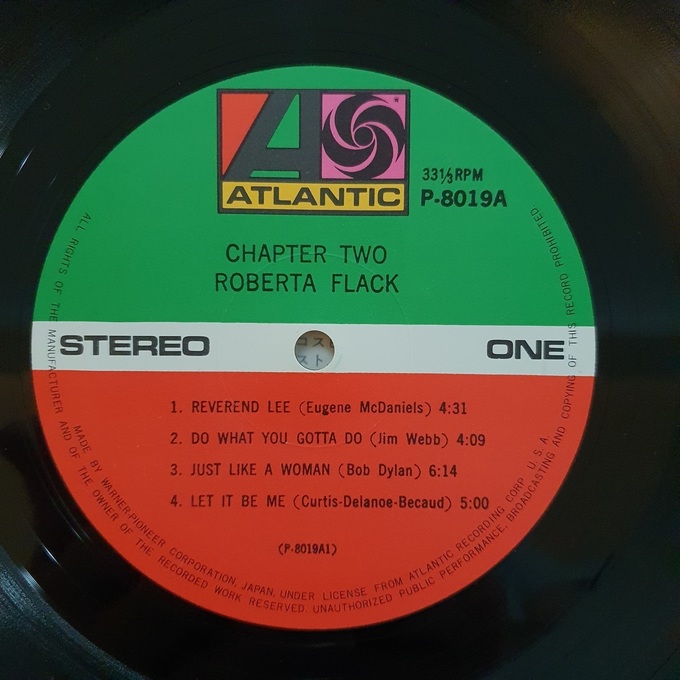 ATLANTIC
33⅓RPM
P-8019A
CHAPTER TWO
ROBERTA FLACK
STEREO
ONE
コス
スト
1. REVEREND LEE (Eugene McDaniels) 4:31
2. DO WHAT YOU GOTTA DO (Jim Webb) 4:09
3. JUST LIKE A WOMAN (Bob Dylan) 6:14
4. LET IT BE ME (Curtis-Delanoe-Becaud) 5:00
(P-8019A1)
ALL RIGHTS OF THE MANUFACTURER AND OF THE OWNER OF THE RECORDED WORK RESERVED. UNAUTHORIZED PUBLIC PERFORMANCE, BROADCASTING AND COPYING OF THIS RECORD PROHIBITED
MADE BY WARNER-PIONEER CORPORATION, JAPAN, UNDER LICENSE FROM ATLANTIC RECORDING CORP. U.S.A.